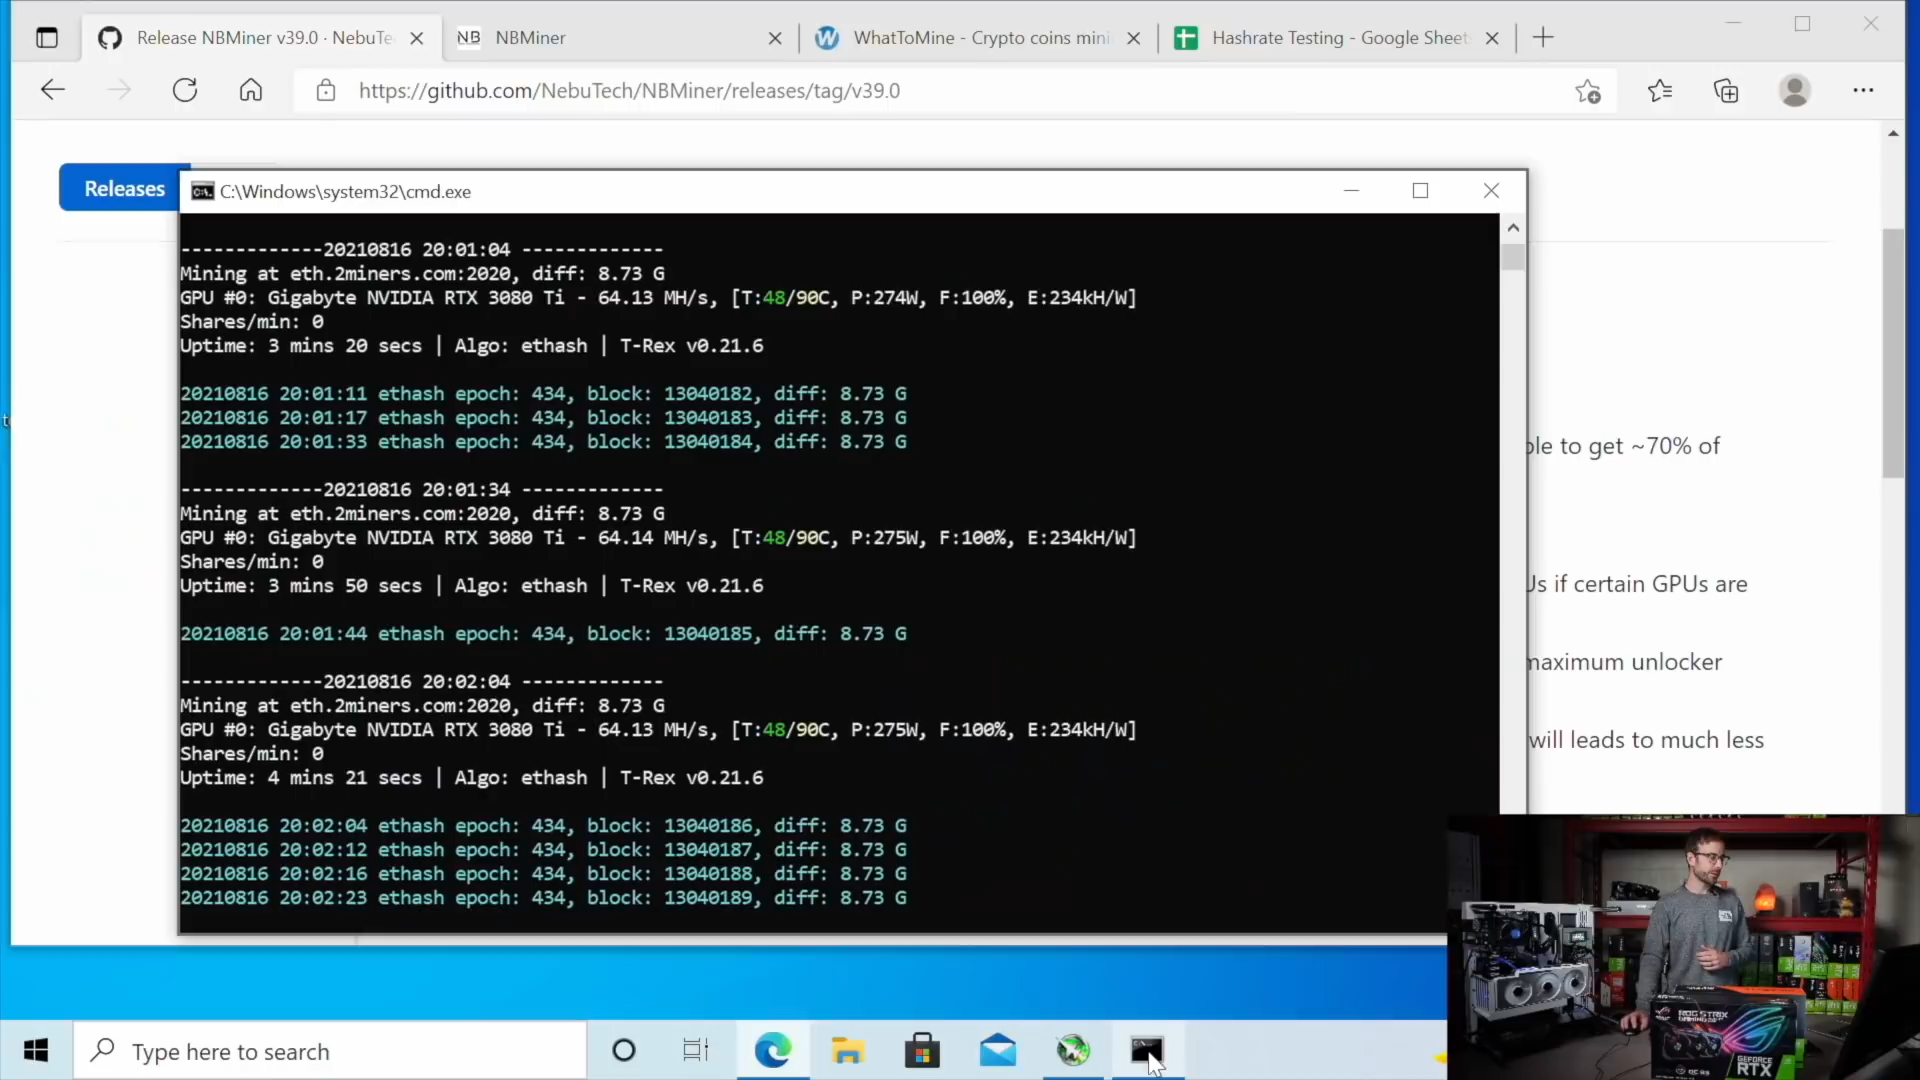 Release NBMiner v39.0 · NebuTe
NBMiner
WhatToMine - Crypto coins mini
Hashrate Testing - Google Sheet
https://github.com/NebuTech/NBMiner/releases/tag/v39.0
Releases
C:\Windows\system32\cmd.exe
-------------20210816 20:01:04 -------------
Mining at eth.2miners.com:2020, diff: 8.73 G
GPU #0: Gigabyte NVIDIA RTX 3080 Ti - 64.13 MH/s, [T:48/90C, P:274W, F:100%, E:234kH/W]
Shares/min: 0
Uptime: 3 mins 20 secs | Algo: ethash | T-Rex v0.21.6
20210816 20:01:11 ethash epoch: 434, block: 13040182, diff: 8.73 G
20210816 20:01:17 ethash epoch: 434, block: 13040183, diff: 8.73 G
20210816 20:01:33 ethash epoch: 434, block: 13040184, diff: 8.73 G
ble to get ~70% of
-------------20210816 20:01:34 -------------
Mining at eth.2miners.com:2020, diff: 8.73 G
GPU #0: Gigabyte NVIDIA RTX 3080 Ti - 64.14 MH/s, [T:48/90C, P:275W, F:100%, E:234kH/W]
Shares/min: 0
Uptime: 3 mins 50 secs | Algo: ethash | T-Rex v0.21.6
Us if certain GPUs are
20210816 20:01:44 ethash epoch: 434, block: 13040185, diff: 8.73 G
maximum unlocker
-------------20210816 20:02:04 -------------
Mining at eth.2miners.com:2020, diff: 8.73 G
GPU #0: Gigabyte NVIDIA RTX 3080 Ti - 64.13 MH/s, [T:48/90C, P:275W, F:100%, E:234kH/W]
will leads to much less
Shares/min: 0
Uptime: 4 mins 21 secs | Algo: ethash | T-Rex v0.21.6
20210816 20:02:04 ethash epoch: 434, block: 13040186, diff: 8.73 G
20210816 20:02:12 ethash epoch: 434, block: 13040187, diff: 8.73 G
20210816 20:02:16 ethash epoch: 434, block: 13040188, diff: 8.73 G
20210816 20:02:23 ethash epoch: 434, block: 13040189, diff: 8.73 G
ROG STRIX
GEFORCE
RTX
Type here to search